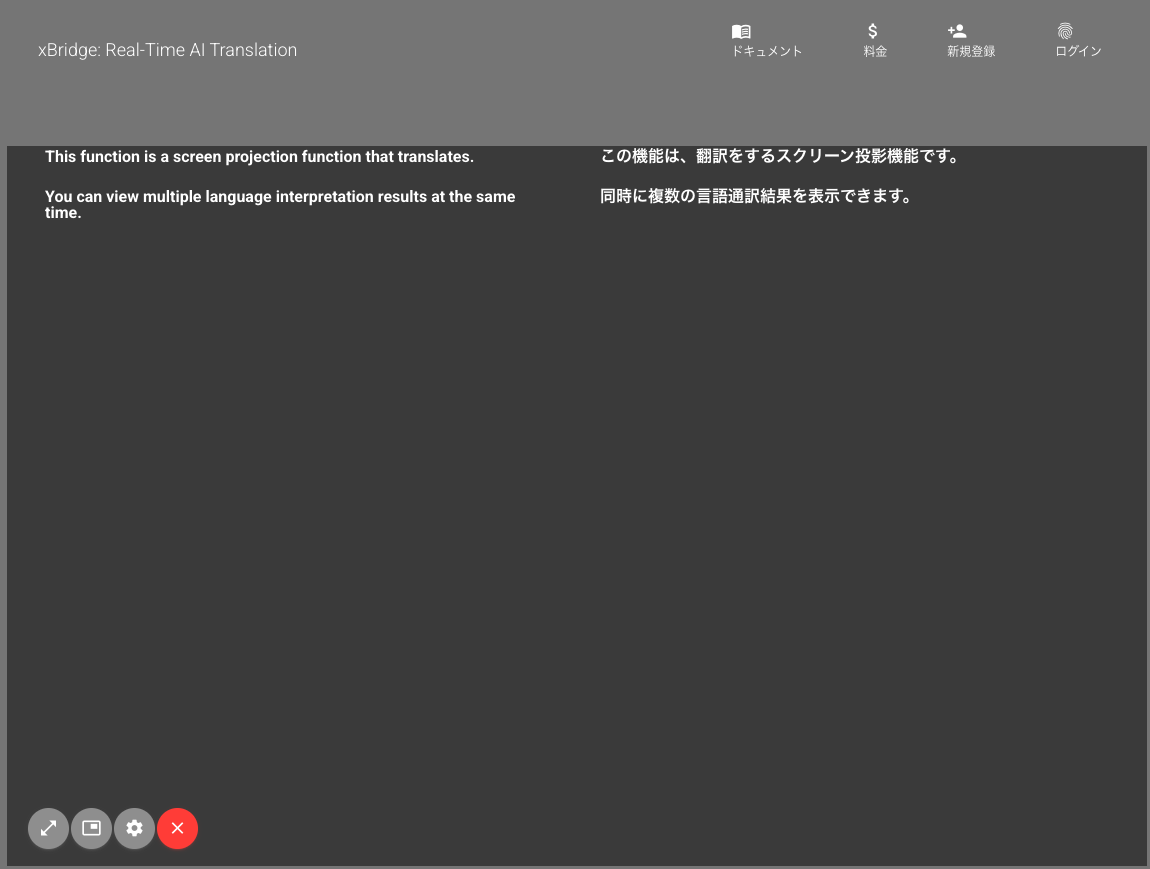 xBridge: Real-Time AI Translation
ドキュメント
料金
新規登録
ログイン
This function is a screen projection function that translates.
You can view multiple language interpretation results at the same
time.
この機能は、翻訳をするスクリーン投影機能です。
同時に複数の言語通訳結果を表示できます。